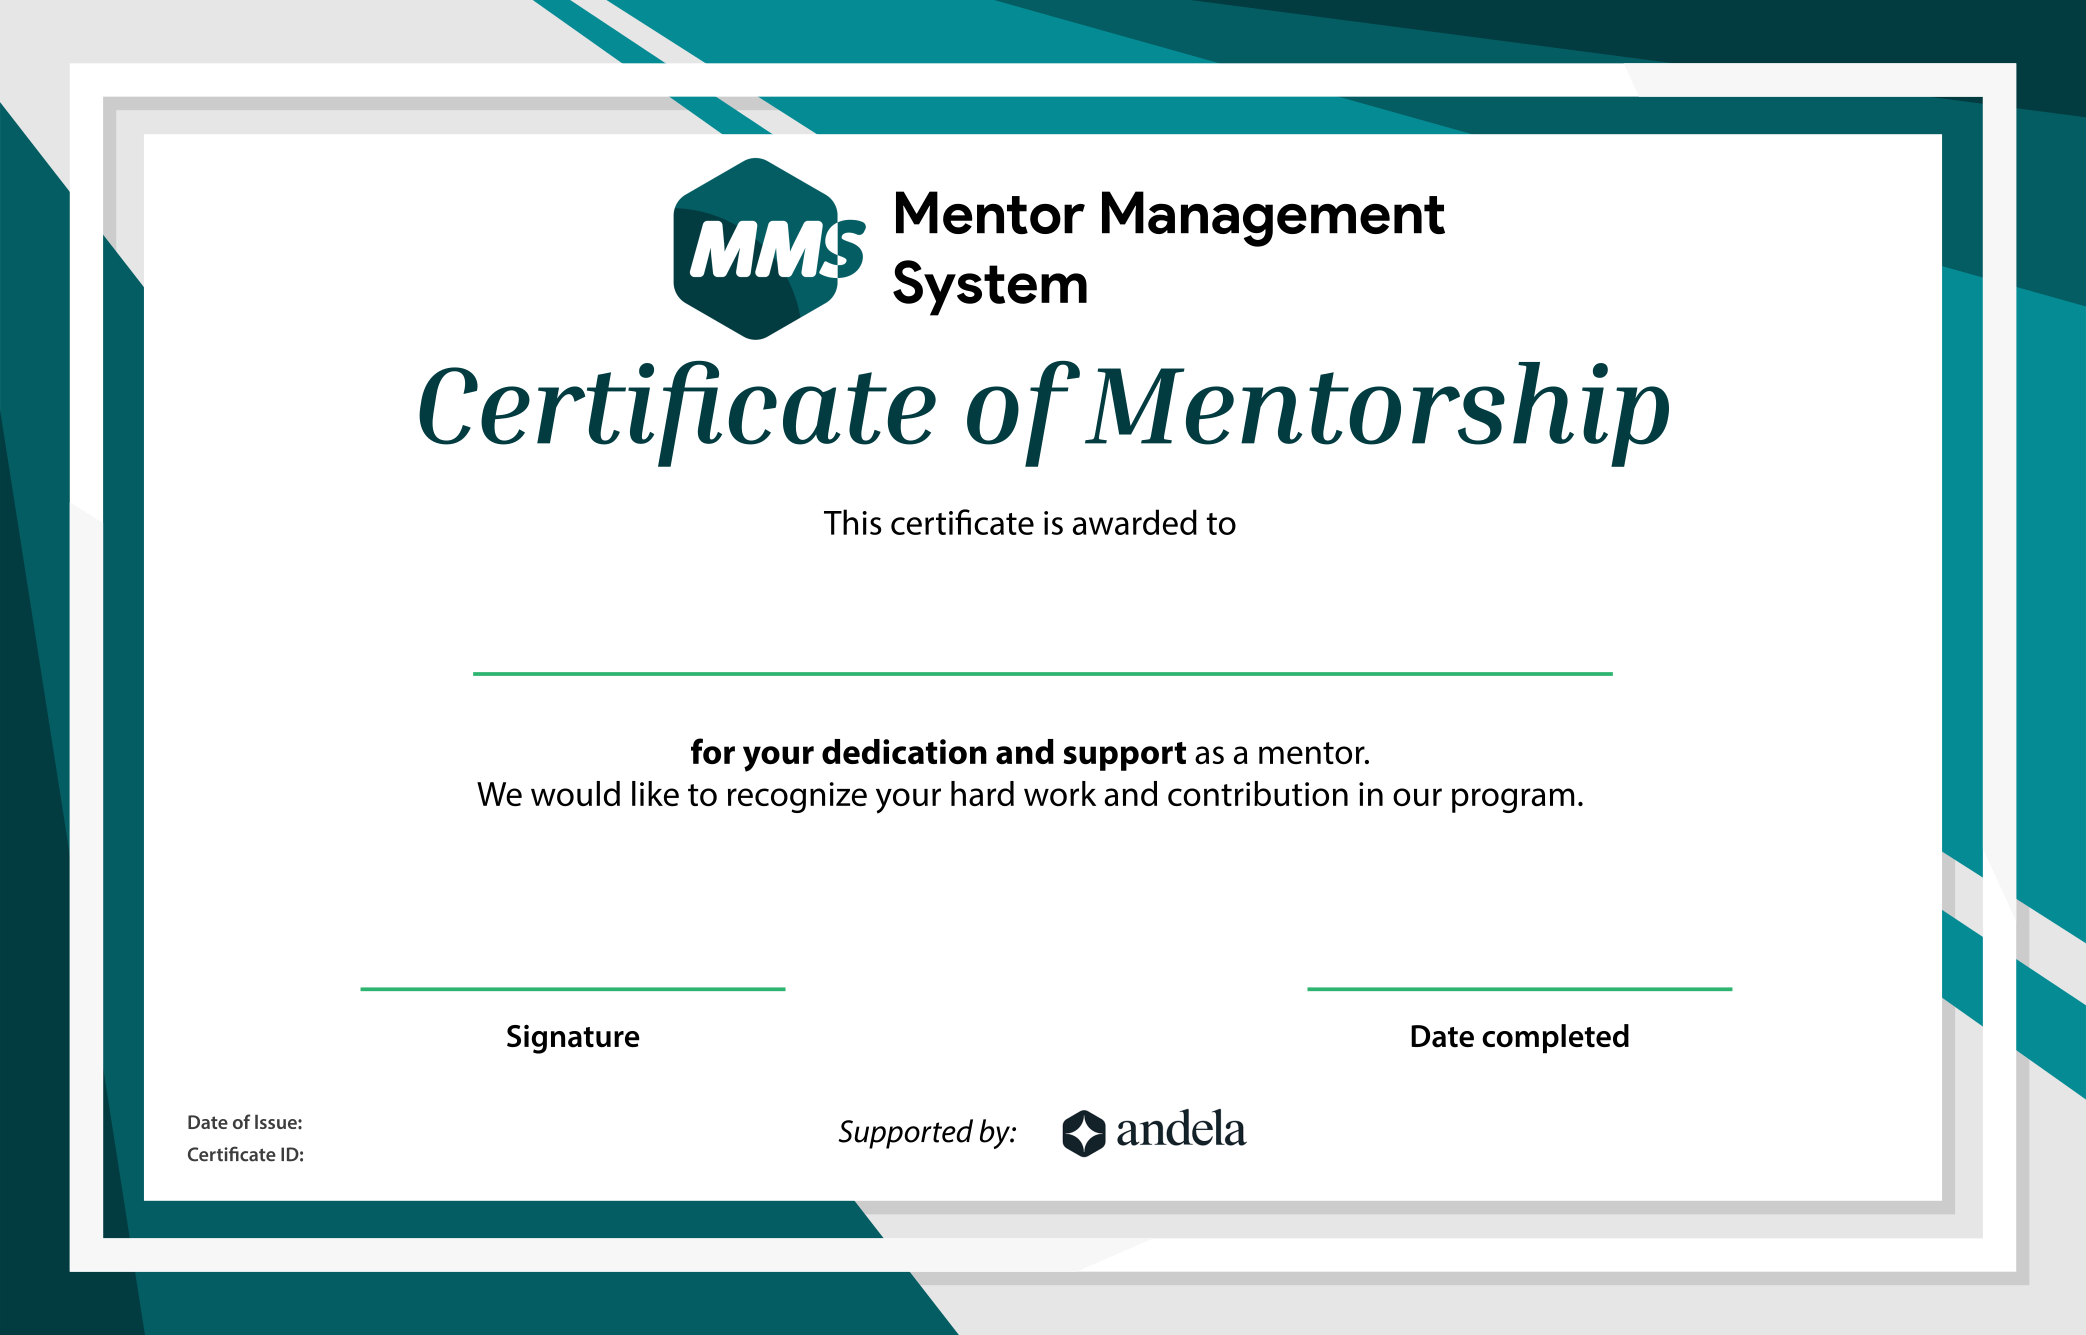 MMS
Mentor Management
System
Certificate of Mentorship
This certificate is awarded to
for your dedication and support as a mentor.
We would like to recognize your hard work and contribution in our program.
Signature
Date completed
Date of Issue:
Certificate ID:
Supported by:
andela